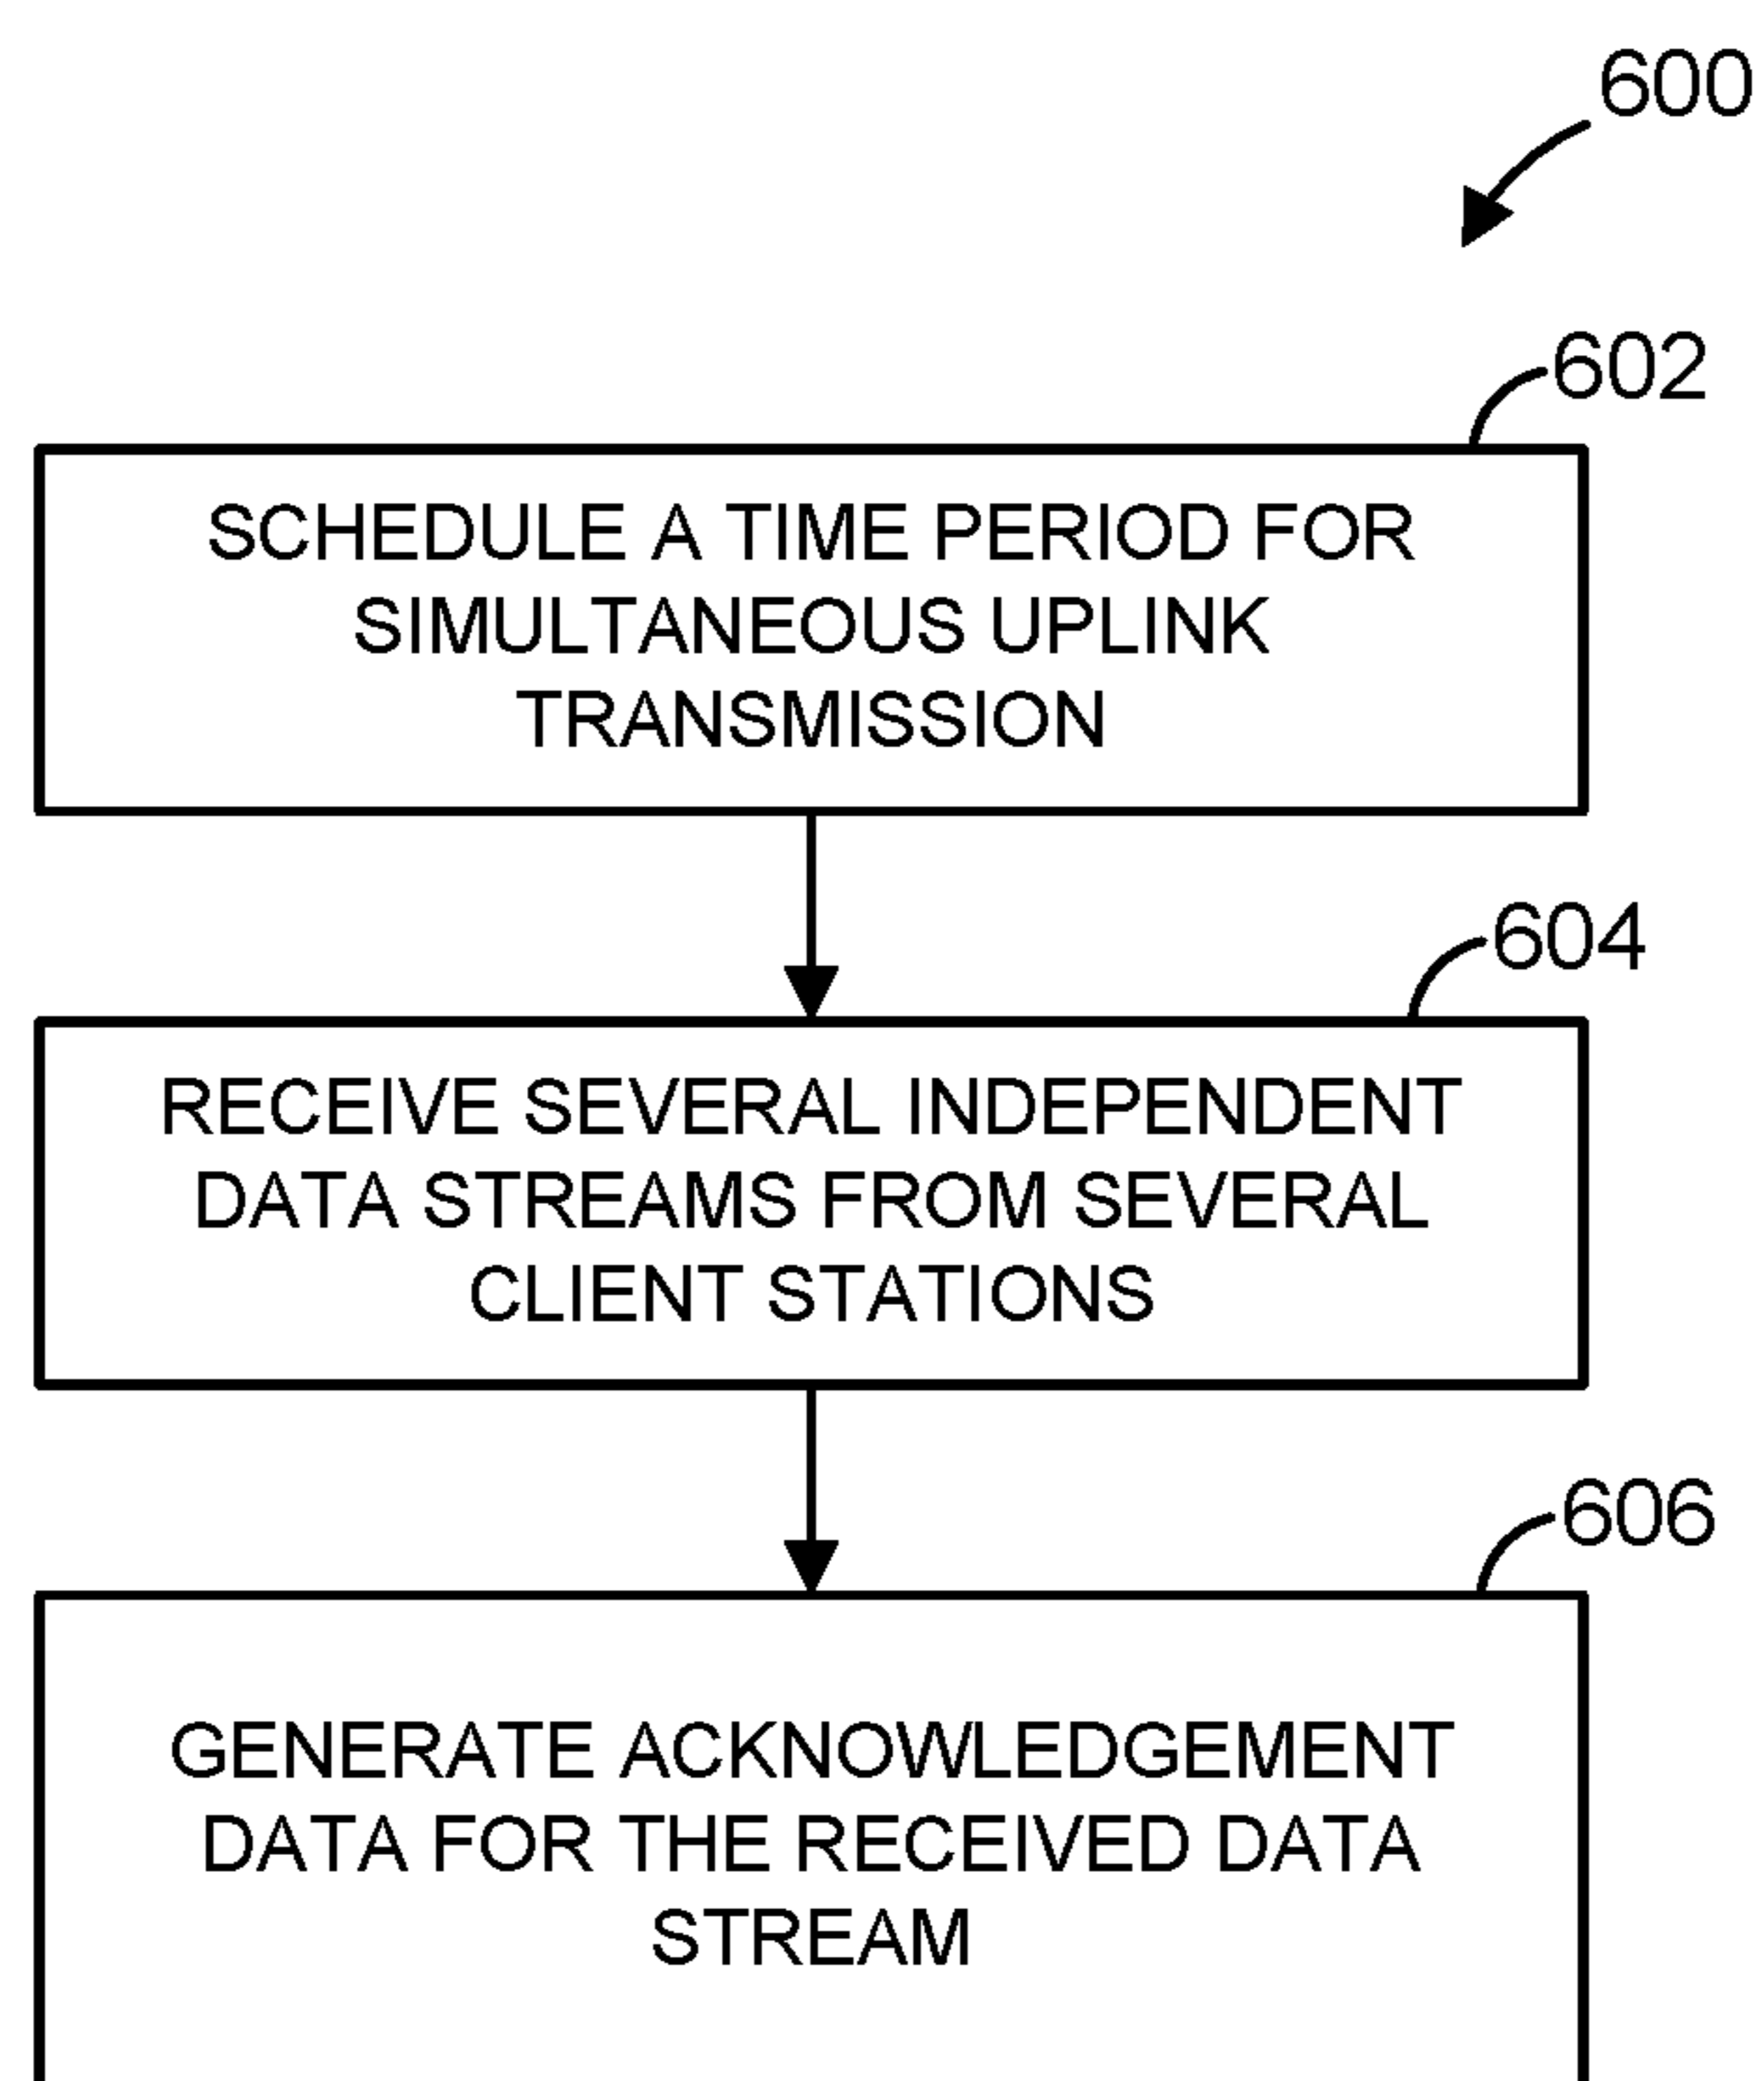 600
602
SCHEDULE A TIME PERIOD FOR
SIMULTANEOUS UPLINK
TRANSMISSION
604
RECEIVE SEVERAL INDEPENDENT
DATA STREAMS FROM SEVERAL
CLIENT STATIONS
606
GENERATE ACKNOWLEDGEMENT
DATA FOR THE RECEIVED DATA
STREAM